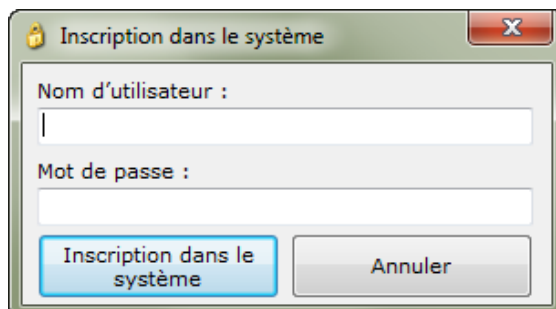 Inscription dans le système
Nom d’utilisateur :
Mot de passe :
Inscription dans le
système
Annuler